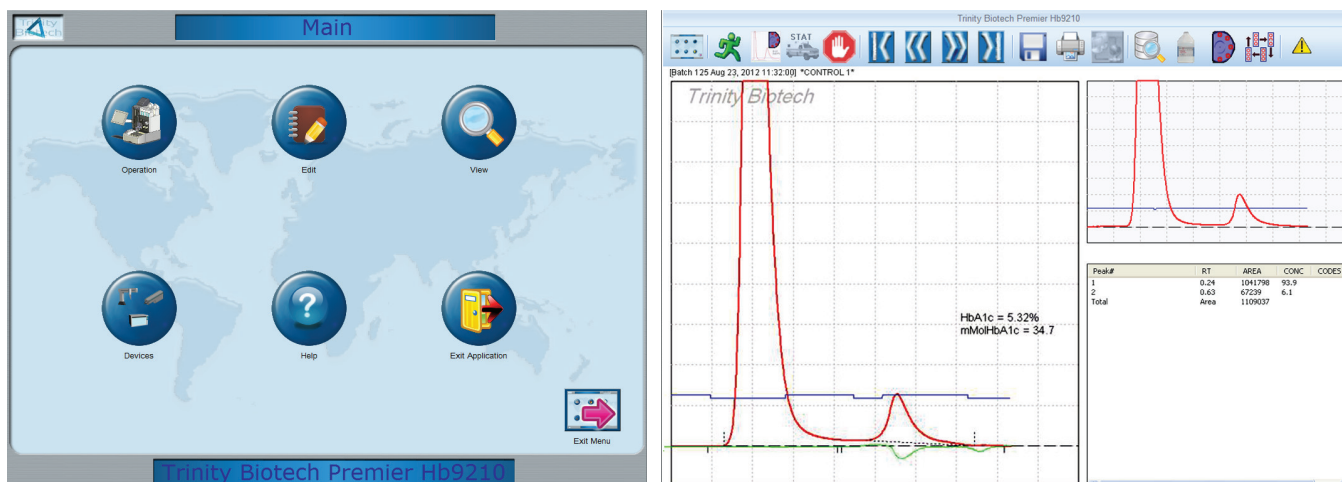 Trinity Biotech
Main
Operation
Edit
View
Devices
Help
Exit Application
Exit Menu
Trinity Biotech Premier Hb9210
Trinity Biotech Premier Hb9210
STAT
[Batch 125 Aug 23, 2012 11:32:00] *CONTROL 1*
Trinity Biotech
HbA1c = 5.32%
mMolHbA1c = 34.7
Peak# RT AREA CONC CODES
1 0.24 1041798 93.9
2 0.63 67239 6.1
Total Area 1109037